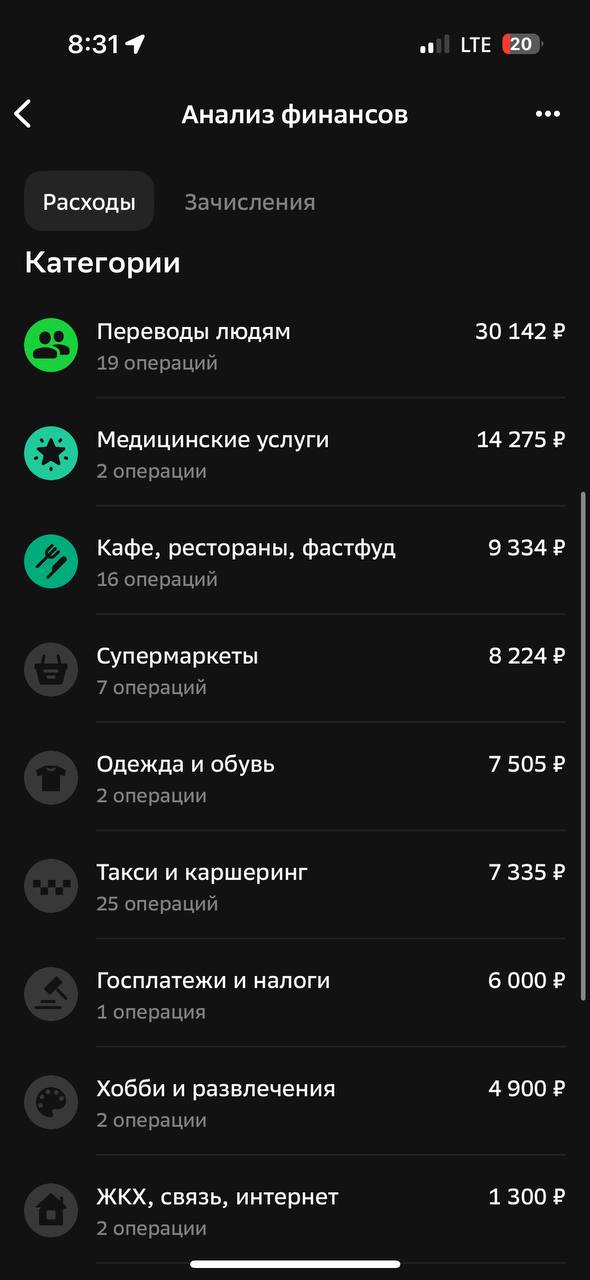 8:31
LTE
20
Анализ финансов
Расходы
Зачисления
Категории
Переводы людям
30 142 ₽
19 операций
Медицинские услуги
14 275 ₽
2 операции
Кафе, рестораны, фастфуд
9 334 ₽
16 операций
Супермаркеты
8 224 ₽
7 операций
Одежда и обувь
7 505 ₽
2 операции
Такси и каршеринг
7 335 ₽
25 операций
Госплатежи и налоги
6 000 ₽
1 операция
Хобби и развлечения
4 900 ₽
2 операции
ЖКХ, связь, интернет
1 300 ₽
2 операции